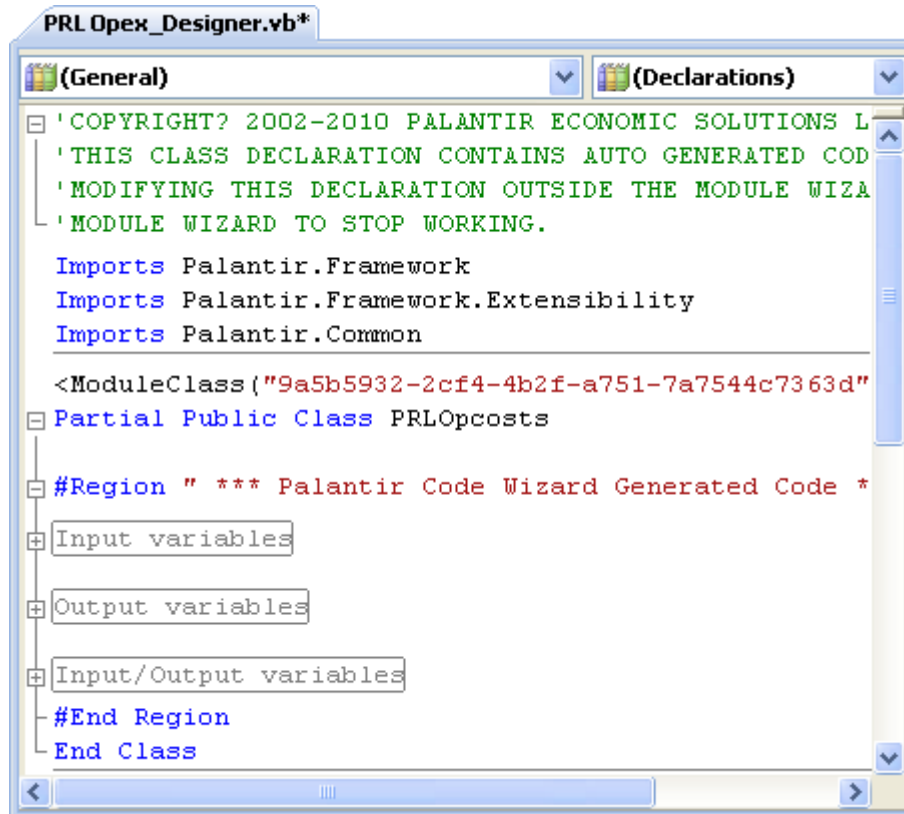 PRL Opex_Designer.vb*
(General) (Declarations)
'COPYRIGHT? 2002-2010 PALANTIR ECONOMIC SOLUTIONS L
'THIS CLASS DECLARATION CONTAINS AUTO GENERATED COD
'MODIFYING THIS DECLARATION OUTSIDE THE MODULE WIZA
'MODULE WIZARD TO STOP WORKING.
Imports Palantir.Framework
Imports Palantir.Framework.Extensibility
Imports Palantir.Common
<ModuleClass("9a5b5932-2cf4-4b2f-a751-7a7544c7363d"
Partial Public Class PRLOpcosts
#Region " *** Palantir Code Wizard Generated Code *
Input variables
Output variables
Input/Output variables
#End Region
End Class